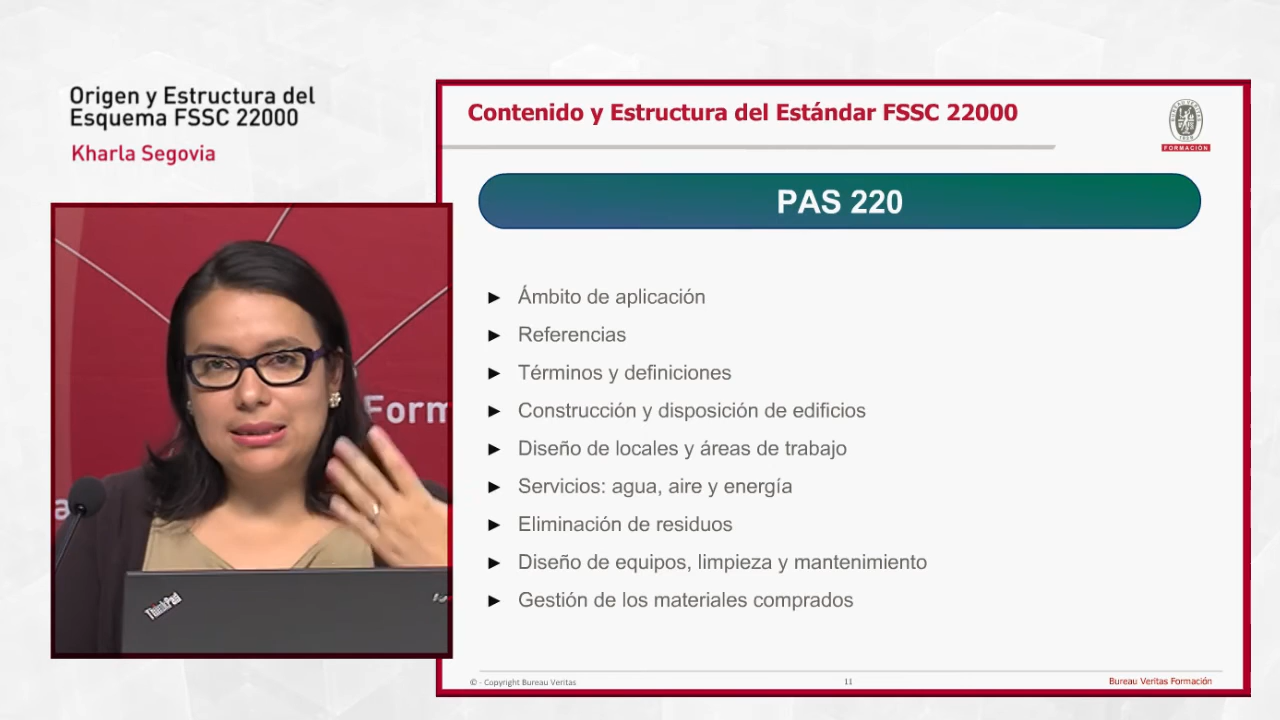 Origen y Estructura del
Esquema FSSC 22000
Kharla Segovia
Contenido y Estructura del Estándar FSSC 22000
FORMACIÓN
PAS 220
► Ámbito de aplicación
► Referencias
► Términos y definiciones
► Construcción y disposición de edificios
► Diseño de locales y áreas de trabajo
► Servicios: agua, aire y energía
► Eliminación de residuos
► Diseño de equipos, limpieza y mantenimiento
► Gestión de los materiales comprados
Form
a
ThinkPad
© - Copyright Bureau Veritas
11
Bureau Veritas Formación